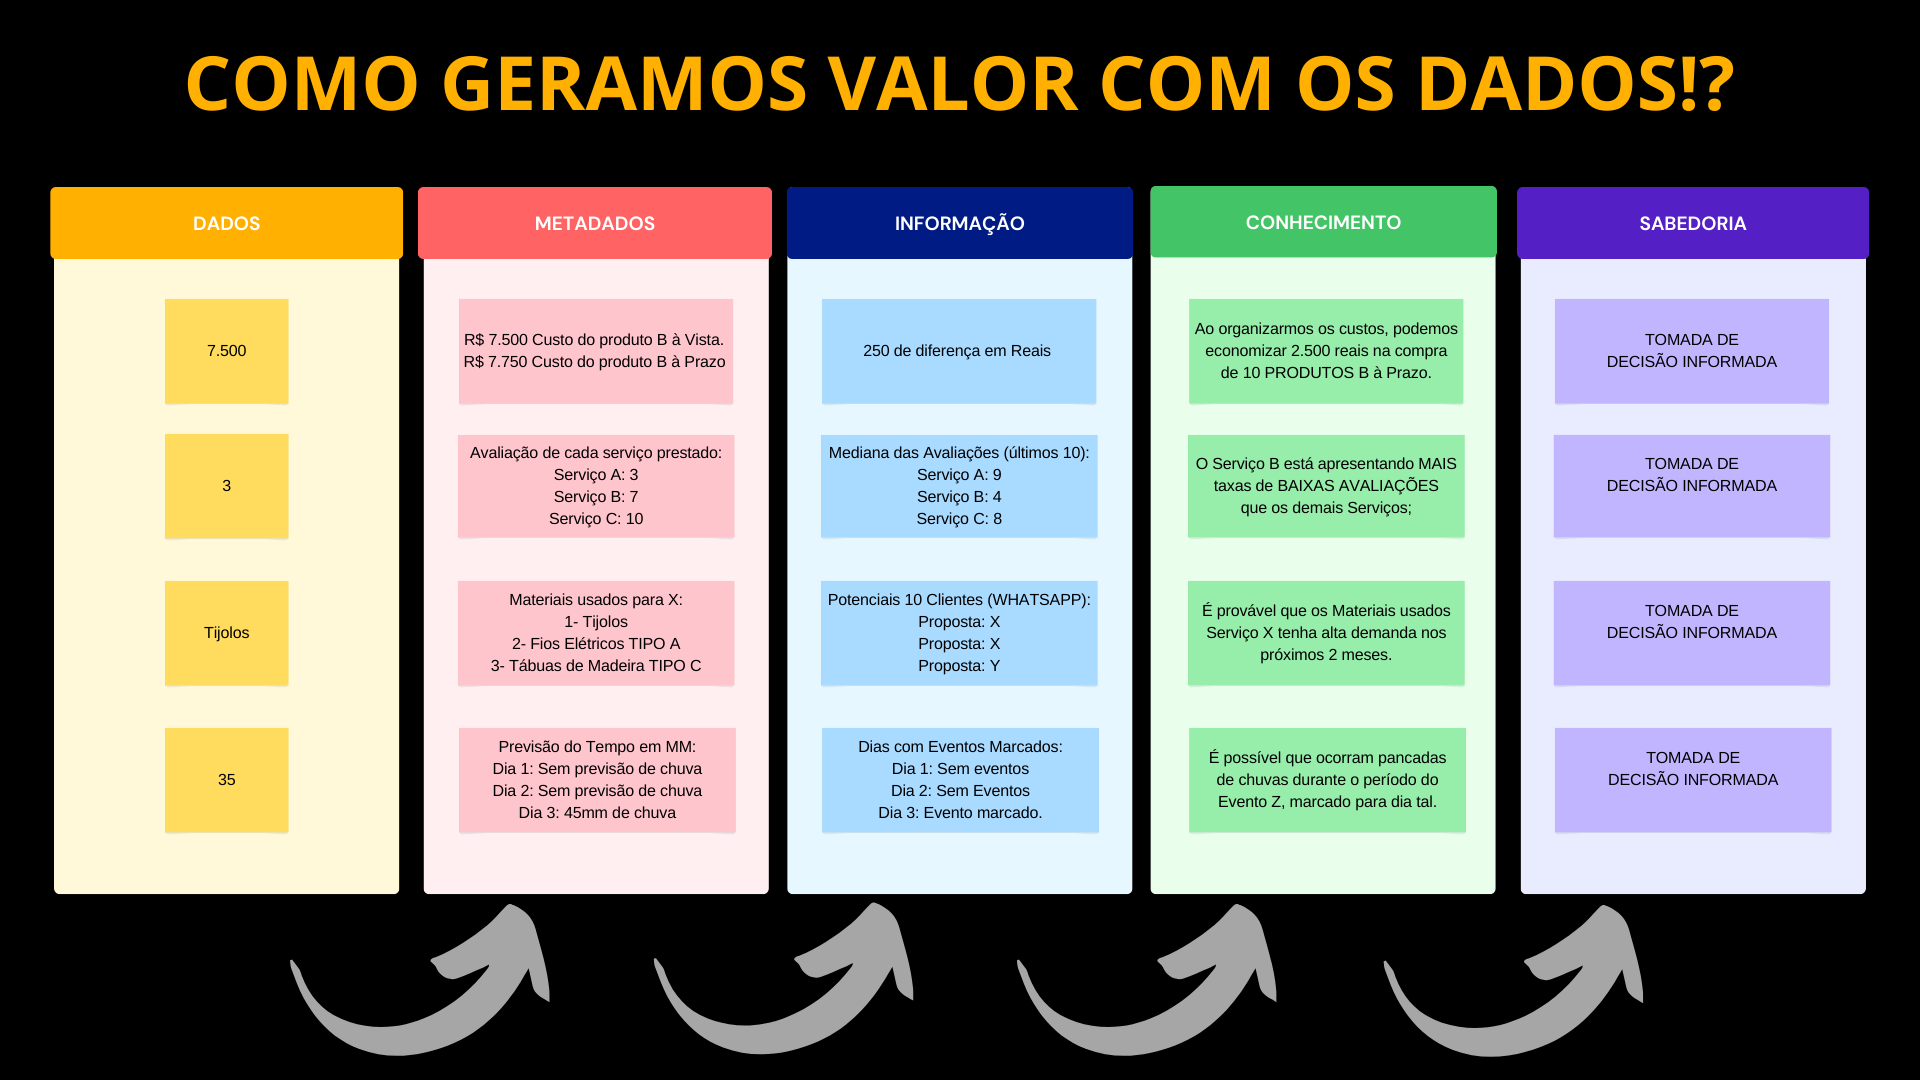 COMO GERAMOS VALOR COM OS DADOS!?
DADOS
7.500
3
Tijolos
35
METADADOS
R$ 7.500 Custo do produto B à Vista.
R$ 7.750 Custo do produto B à Prazo
Avaliação de cada serviço prestado:
Serviço A: 3
Serviço B: 7
Serviço C: 10
Materiais usados para X:
1- Tijolos
2- Fios Elétricos TIPO A
3- Tábuas de Madeira TIPO C
Previsão do Tempo em MM:
Dia 1: Sem previsão de chuva
Dia 2: Sem previsão de chuva
Dia 3: 45mm de chuva
INFORMAÇÃO
250 de diferença em Reais
Mediana das Avaliações (últimos 10):
Serviço A: 9
Serviço B: 4
Serviço C: 8
Potenciais 10 Clientes (WHATSAPP):
Proposta: X
Proposta: X
Proposta: Y
Dias com Eventos Marcados:
Dia 1: Sem eventos
Dia 2: Sem Eventos
Dia 3: Evento marcado.
CONHECIMENTO
Ao organizarmos os custos, podemos
economizar 2.500 reais na compra
de 10 PRODUTOS B à Prazo.
O Serviço B está apresentando MAIS
taxas de BAIXAS AVALIAÇÕES
que os demais Serviços;
É provável que os Materiais usados
Serviço X tenha alta demanda nos
próximos 2 meses.
É possível que ocorram pancadas
de chuvas durante o período do
Evento Z, marcado para dia tal.
SABEDORIA
TOMADA DE
DECISÃO INFORMADA
TOMADA DE
DECISÃO INFORMADA
TOMADA DE
DECISÃO INFORMADA
TOMADA DE
DECISÃO INFORMADA